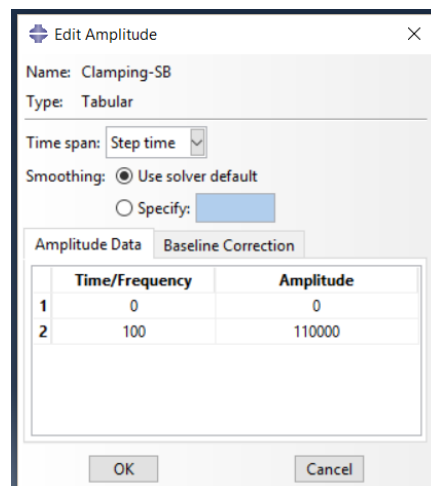 Edit Amplitude
Name: Clamping-SB
Type: Tabular
Time span: Step time
Smoothing: Use solver default
Specify:
Amplitude Data Baseline Correction
Time/Frequency Amplitude
1 0 0
2 100 110000
OK Cancel